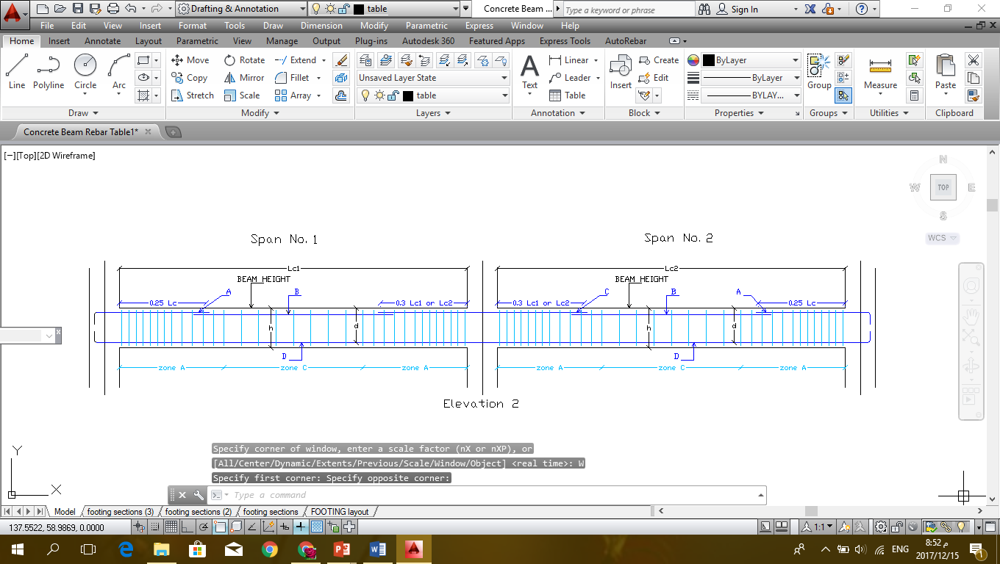 Drafting & Annotation
table
Concrete Beam ...
Type a keyword or phrase
Sign In
File Edit View Insert Format Tools Draw Dimension Modify Parametric Express Window Help
Home Insert Annotate Layout Parametric View Manage Output Plug-ins Autodesk 360 Featured Apps Express Tools AutoRebar
Line Polyline Circle Arc
Move Rotate Extend
Copy Mirror Fillet
Stretch Scale Array
Unsaved Layer State
table
Text
Linear
Leader
Table
Insert
Create
Edit
ByLayer
ByLayer
BYLAY...
Group
Measure
Paste
Draw Modify Layers Annotation Block Properties Groups Utilities Clipboard
Concrete Beam Rebar Table1*
[−][Top][2D Wireframe]
N
W TOP E
S
WCS
Span No. 1 Span No. 2
Lc1 Lc2
BEAM_HEIGHT BEAM_HEIGHT
A B C B A
0.25 Lc 0.3 Lc1 or Lc2 0.3 Lc1 or Lc2 0.25 Lc
h d h d
D D
zone A zone C zone A zone A zone C zone A
Elevation 2
Specify corner of window, enter a scale factor (nX or nXP), or
[All/Center/Dynamic/Extents/Previous/Scale/Window/Object] <real time>: W
Specify first corner: Specify opposite corner:
Y
X
Type a command
Model footing sections (3) footing sections (2) footing sections FOOTING layout
137.5522, 58.9869, 0.0000
1:1
ENG
8:52 م
2017/12/15
1